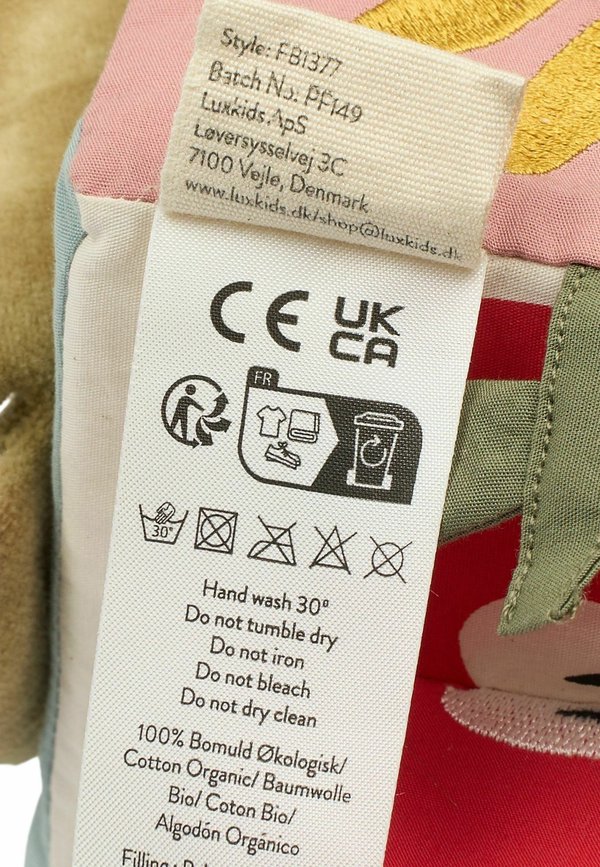 Style: FB1377
Batch No: PF149
Luxkids ApS
Løversysselvej 3C
7100 Vejle, Denmark
www.luxkids.dk/shop@luxkids.dk
CE
UK
CA
FR
30°
Hand wash 30°
Do not tumble dry
Do not iron
Do not bleach
Do not dry clean
100% Bomuld Økologisk/
Cotton Organic/ Baumwolle
Bio/ Coton Bio/
Algodón Orgánico
Filling :